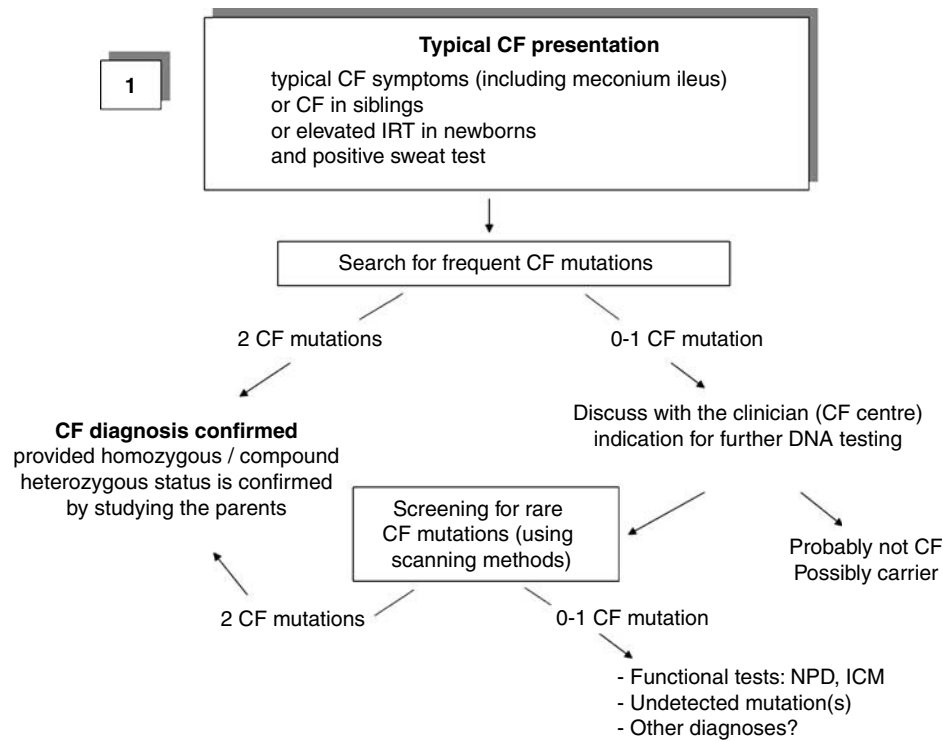 Typical CF presentation
1
typical CF symptoms (including meconium ileus)
or CF in siblings
or elevated IRT in newborns
and positive sweat test
Search for frequent CF mutations
2 CF mutations
0-1 CF mutation
CF diagnosis confirmed
provided homozygous / compound
heterozygous status is confirmed
by studying the parents
Discuss with the clinician (CF centre)
indication for further DNA testing
Screening for rare
CF mutations (using
scanning methods)
Probably not CF
Possibly carrier
2 CF mutations
0-1 CF mutation
- Functional tests: NPD, ICM
- Undetected mutation(s)
- Other diagnoses?